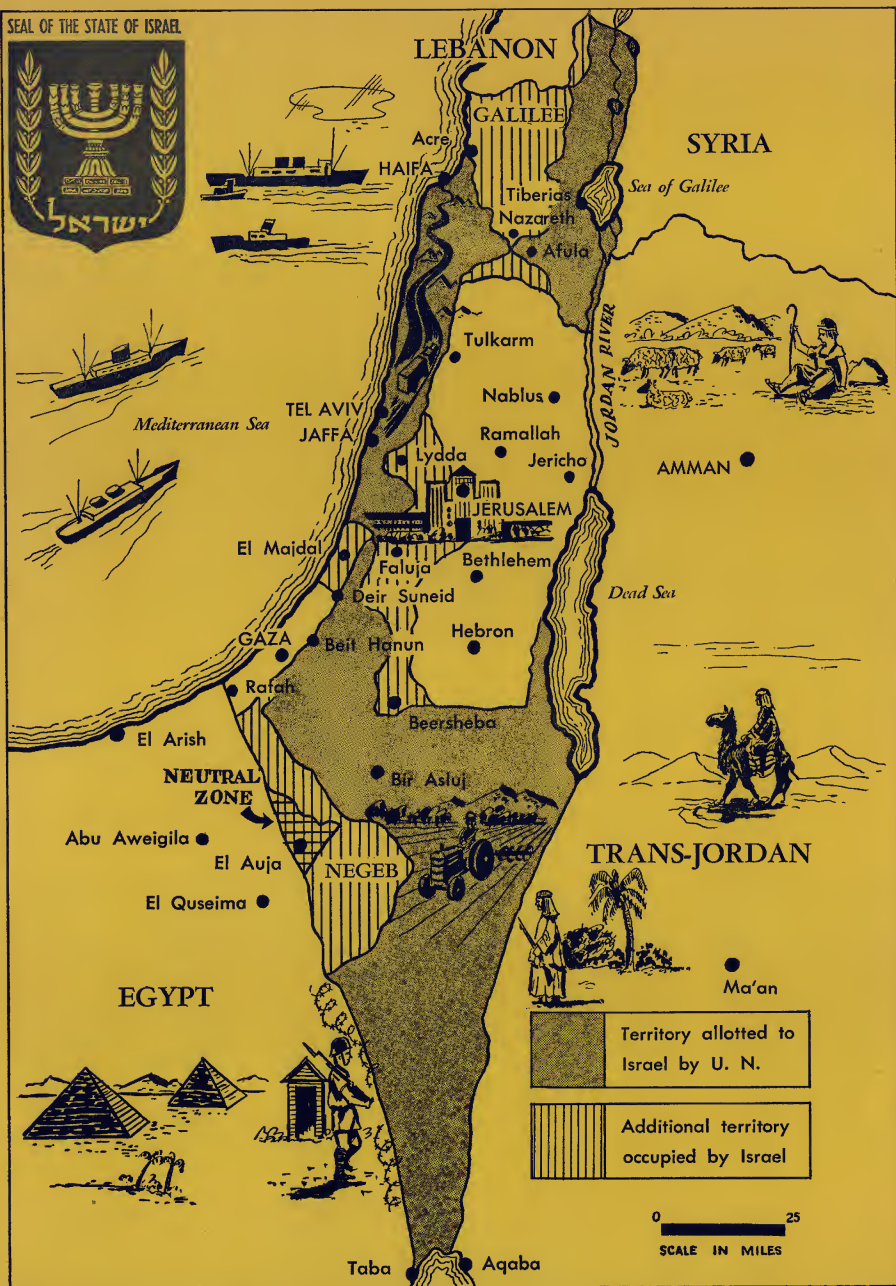 SEAL OF THE STATE OF ISRAEL
ישראל
LEBANON
GALILEE
Acre
HAIFA
SYRIA
Tiberias
Sea of Galilee
Nazareth
Afula
JORDAN RIVER
Tulkarm
Nablus
TEL AVIV
Mediterranean Sea
JAFFA
Ramallah
Lydda
Jericho
AMMAN
JERUSALEM
El Majdal
Faluja
Bethlehem
Deir Suneid
Dead Sea
GAZA
Beit Hanun
Hebron
Rafah
Beersheba
El Arish
NEUTRAL
ZONE
Bir Asluj
Abu Aweigila
El Auja
NEGEB
TRANS-JORDAN
El Quseima
EGYPT
Ma'an
Territory allotted to
Israel by U. N.
Additional territory
occupied by Israel
0 25
SCALE IN MILES
Taba
Aqaba